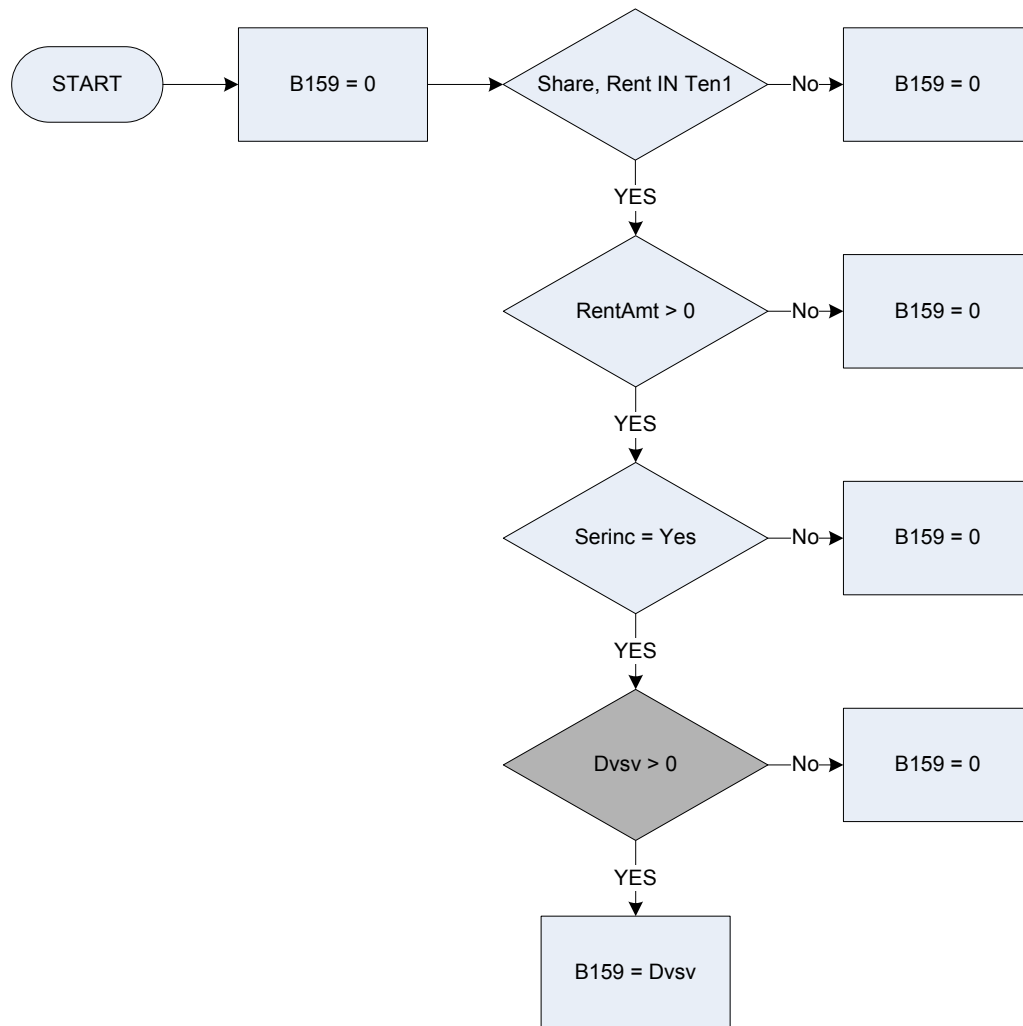 START
B159 = 0
Share, Rent IN Ten1
No
B159 = 0
YES
RentAmt > 0
No
B159 = 0
YES
Serinc = Yes
No
B159 = 0
YES
Dvsv > 0
No
B159 = 0
YES
B159 = Dvsv